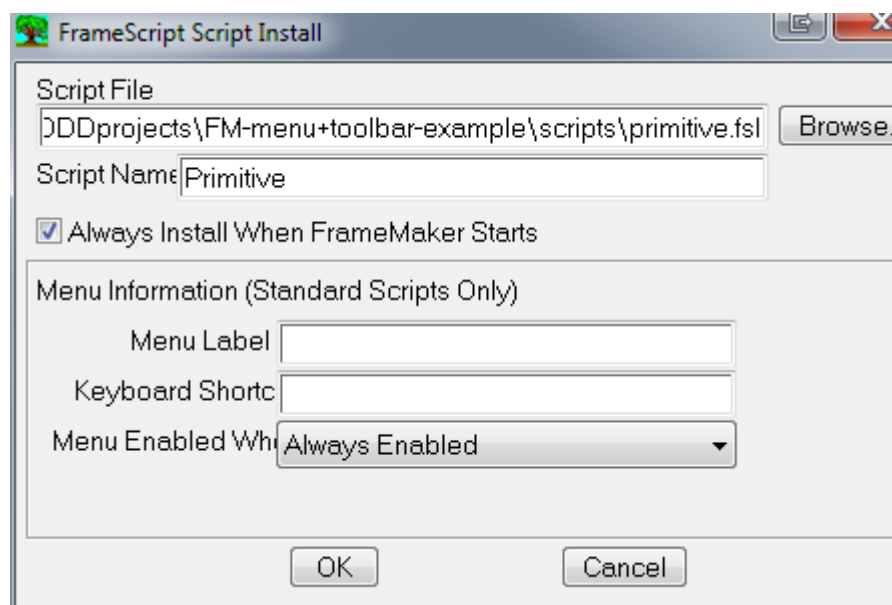 FrameScript Script Install
Script File
DDDprojects\FM-menu+toolbar-example\scripts\primitive.fsl
Browse.
Script Name Primitive
Always Install When FrameMaker Starts
Menu Information (Standard Scripts Only)
Menu Label
Keyboard Shortc
Menu Enabled Whe Always Enabled
OK Cancel